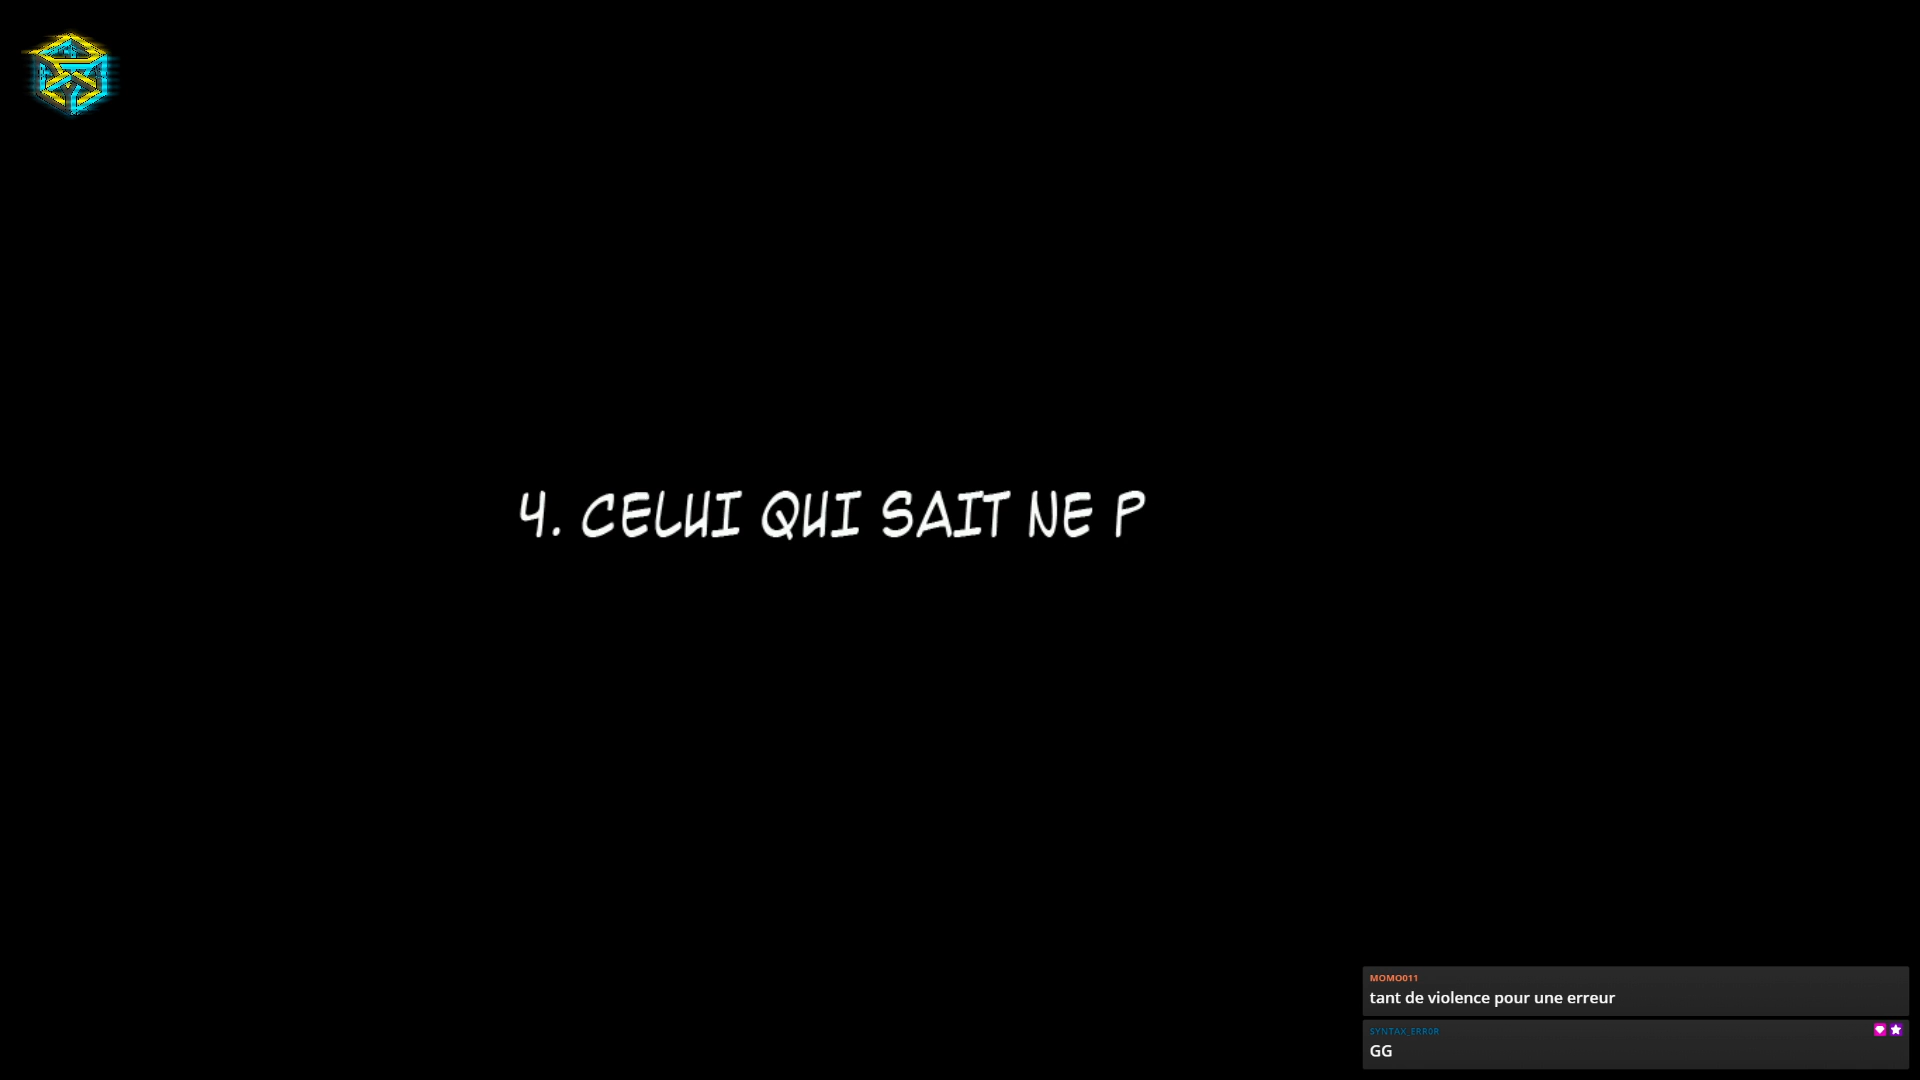 4. CELUI QUI SAIT NE P
MOMO011
tant de violence pour une erreur
SYNTAX_ERR0R
GG